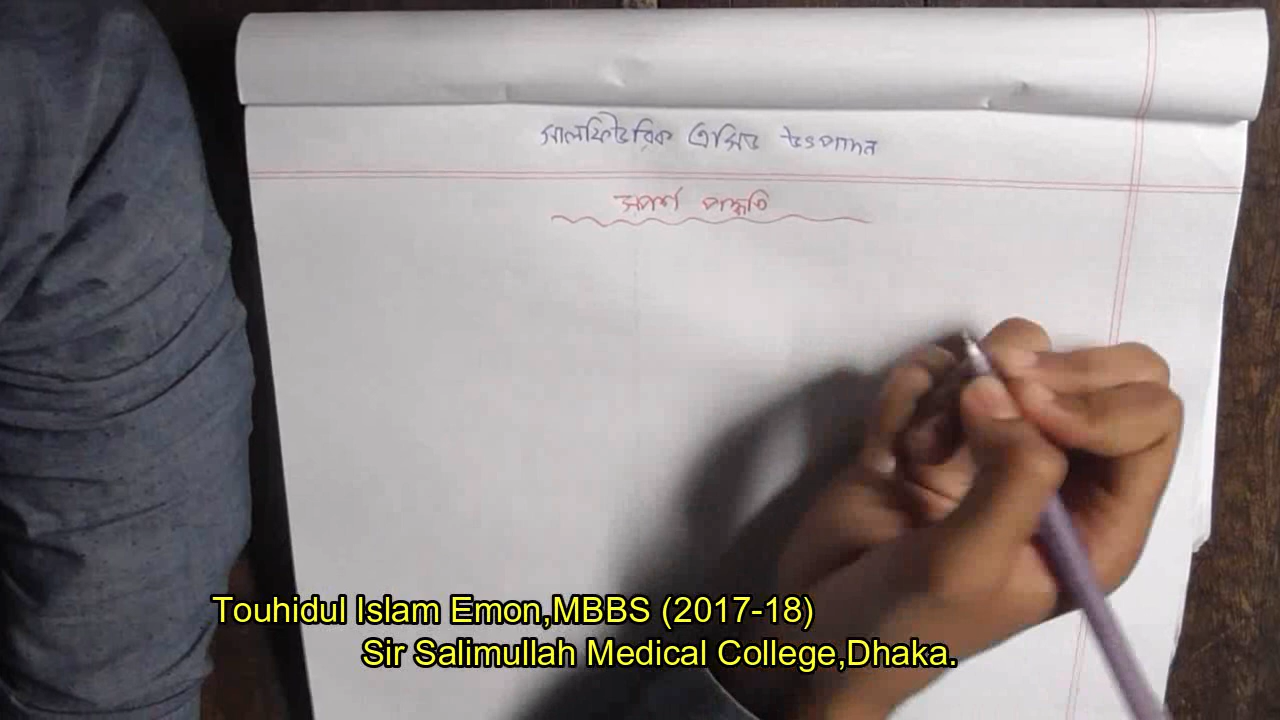 সালফিউরিক এসিড উৎপাদন
স্পর্শ পদ্ধতি
Touhidul Islam Emon,MBBS (2017-18)
Sir Salimullah Medical College,Dhaka.